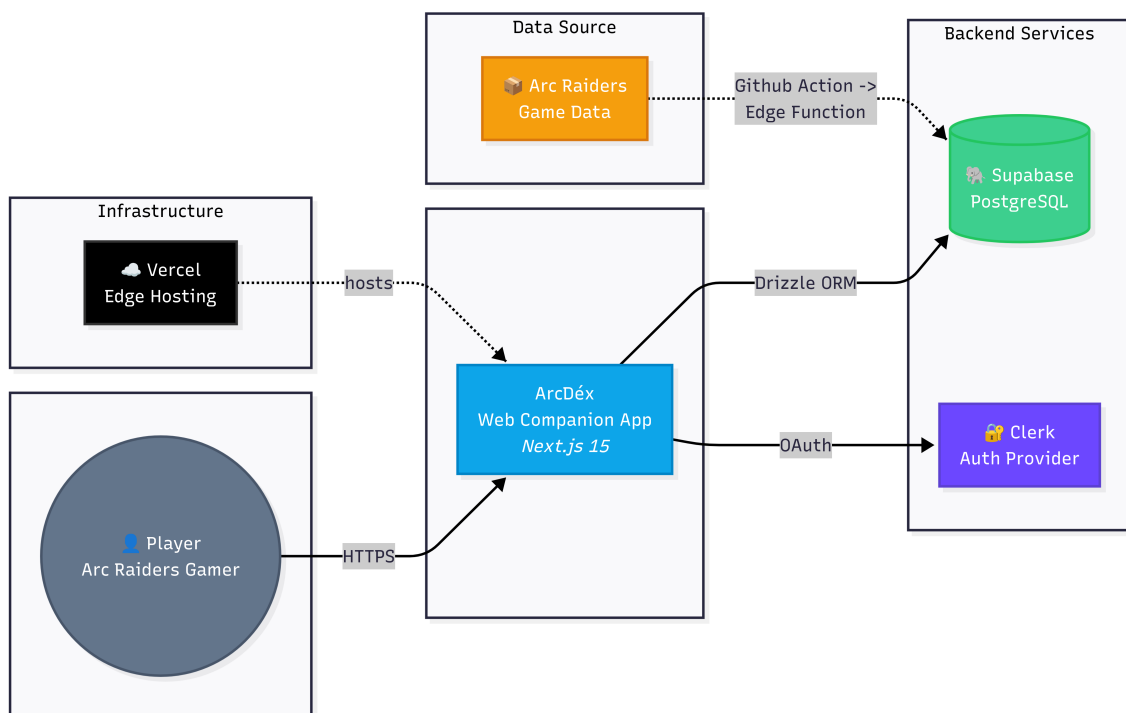 Data Source
📦 Arc Raiders
Game Data
Github Action ->
Edge Function
Backend Services
🐘 Supabase
PostgreSQL
Infrastructure
☁️ Vercel
Edge Hosting
hosts
Drizzle ORM
ArcDéx
Web Companion App
Next.js 15
OAuth
🔐 Clerk
Auth Provider
👤 Player
Arc Raiders Gamer
HTTPS